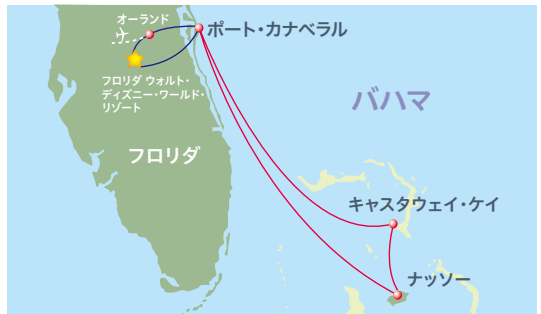 オーランド
ポート・カナベラル
フロリダ ウォルト・
ディズニー・ワールド・
リゾート
バハマ
フロリダ
キャスタウェイ・ケイ
ナッソー